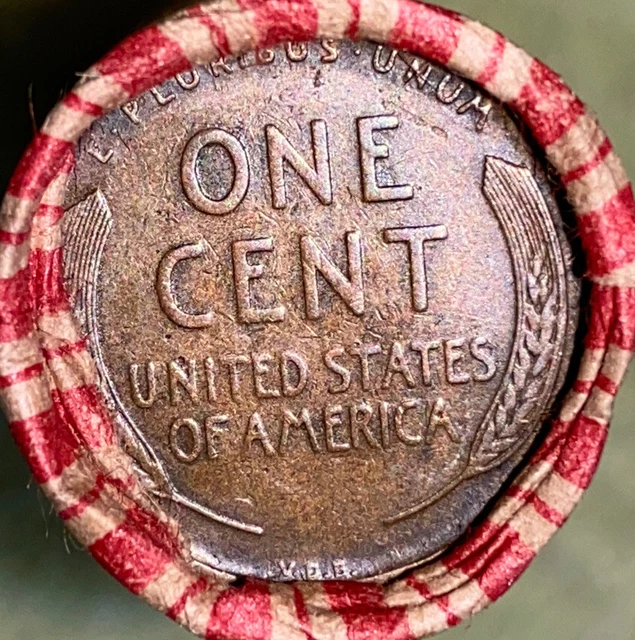 E · PLURIBUS · UNUM
ONE
CENT
UNITED STATES
OF AMERICA
V.D.B.